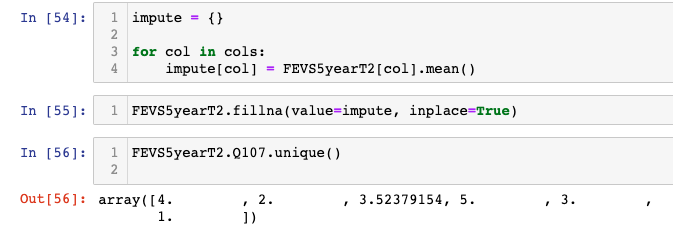 In [54]: 1 impute = {}
2
3 for col in cols:
4     impute[col] = FEVS5yearT2[col].mean()
In [55]: 1 FEVS5yearT2.fillna(value=impute, inplace=True)
In [56]: 1 FEVS5yearT2.Q107.unique()
2
Out[56]: array([4.        , 2.        , 3.52379154, 5.        , 3.        ,
       1.        ])